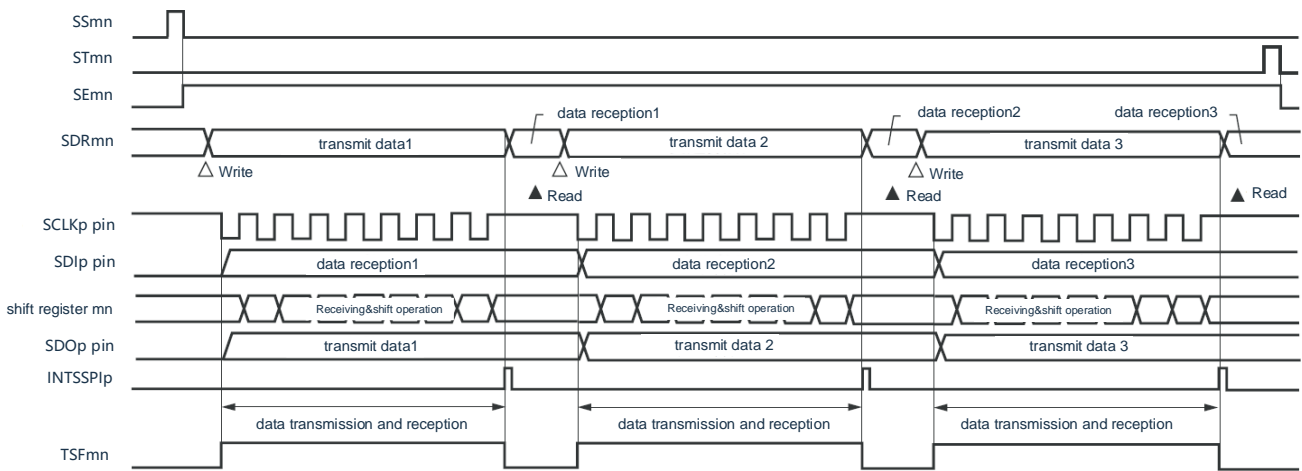 SSmn
STmn
SEmn
data reception1
data reception2
data reception3
SDRmn
transmit data1
transmit data 2
transmit data 3
△ Write
△ Write
△ Write
▲ Read
▲ Read
▲ Read
SCLKp pin
SDIp pin
data reception1
data reception2
data reception3
shift register mn
Receiving&shift operation
Receiving&shift operation
Receiving&shift operation
SDOp pin
transmit data1
transmit data 2
transmit data 3
INTSSPIp
data transmission and reception
data transmission and reception
data transmission and reception
TSFmn